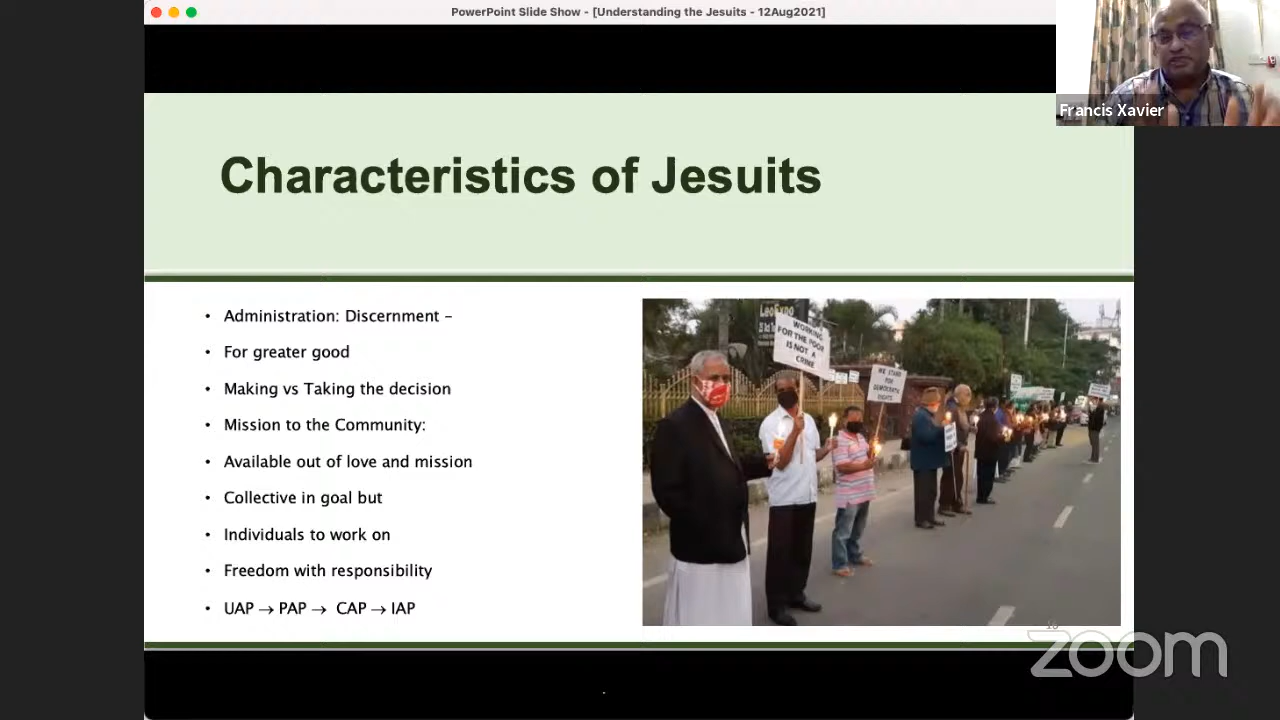 PowerPoint Slide Show - [Understanding the Jesuits - 12Aug2021]
Francis Xavier
Characteristics of Jesuits
• Administration: Discernment –
• For greater good
• Making vs Taking the decision
• Mission to the Community:
• Available out of love and mission
• Collective in goal but
• Individuals to work on
• Freedom with responsibility
• UAP → PAP → CAP → IAP
LeoExpo
WORKING
FOR THE POOR
IS NOT A
CRIME
WE STAND
FOR
DEMOCRATIC
RIGHTS
zoom